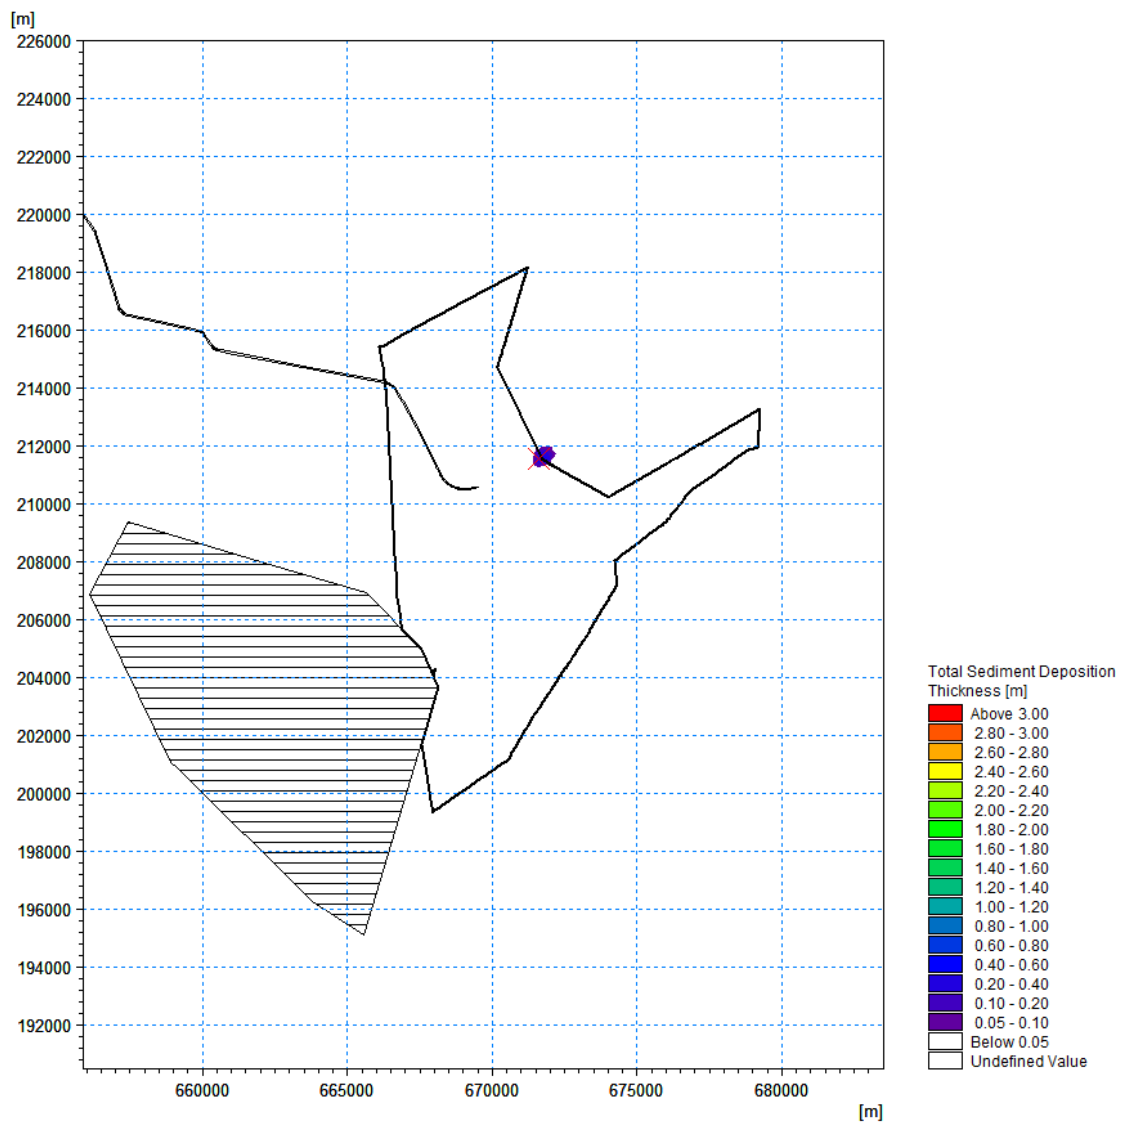 [m]
226000
224000
222000
220000
218000
216000
214000
212000
210000
208000
206000
204000
202000
200000
198000
196000
194000
192000
660000 665000 670000 675000 680000
[m]
Total Sediment Deposition
Thickness [m]
Above 3.00
2.80 - 3.00
2.60 - 2.80
2.40 - 2.60
2.20 - 2.40
2.00 - 2.20
1.80 - 2.00
1.60 - 1.80
1.40 - 1.60
1.20 - 1.40
1.00 - 1.20
0.80 - 1.00
0.60 - 0.80
0.40 - 0.60
0.20 - 0.40
0.10 - 0.20
0.05 - 0.10
Below 0.05
Undefined Value